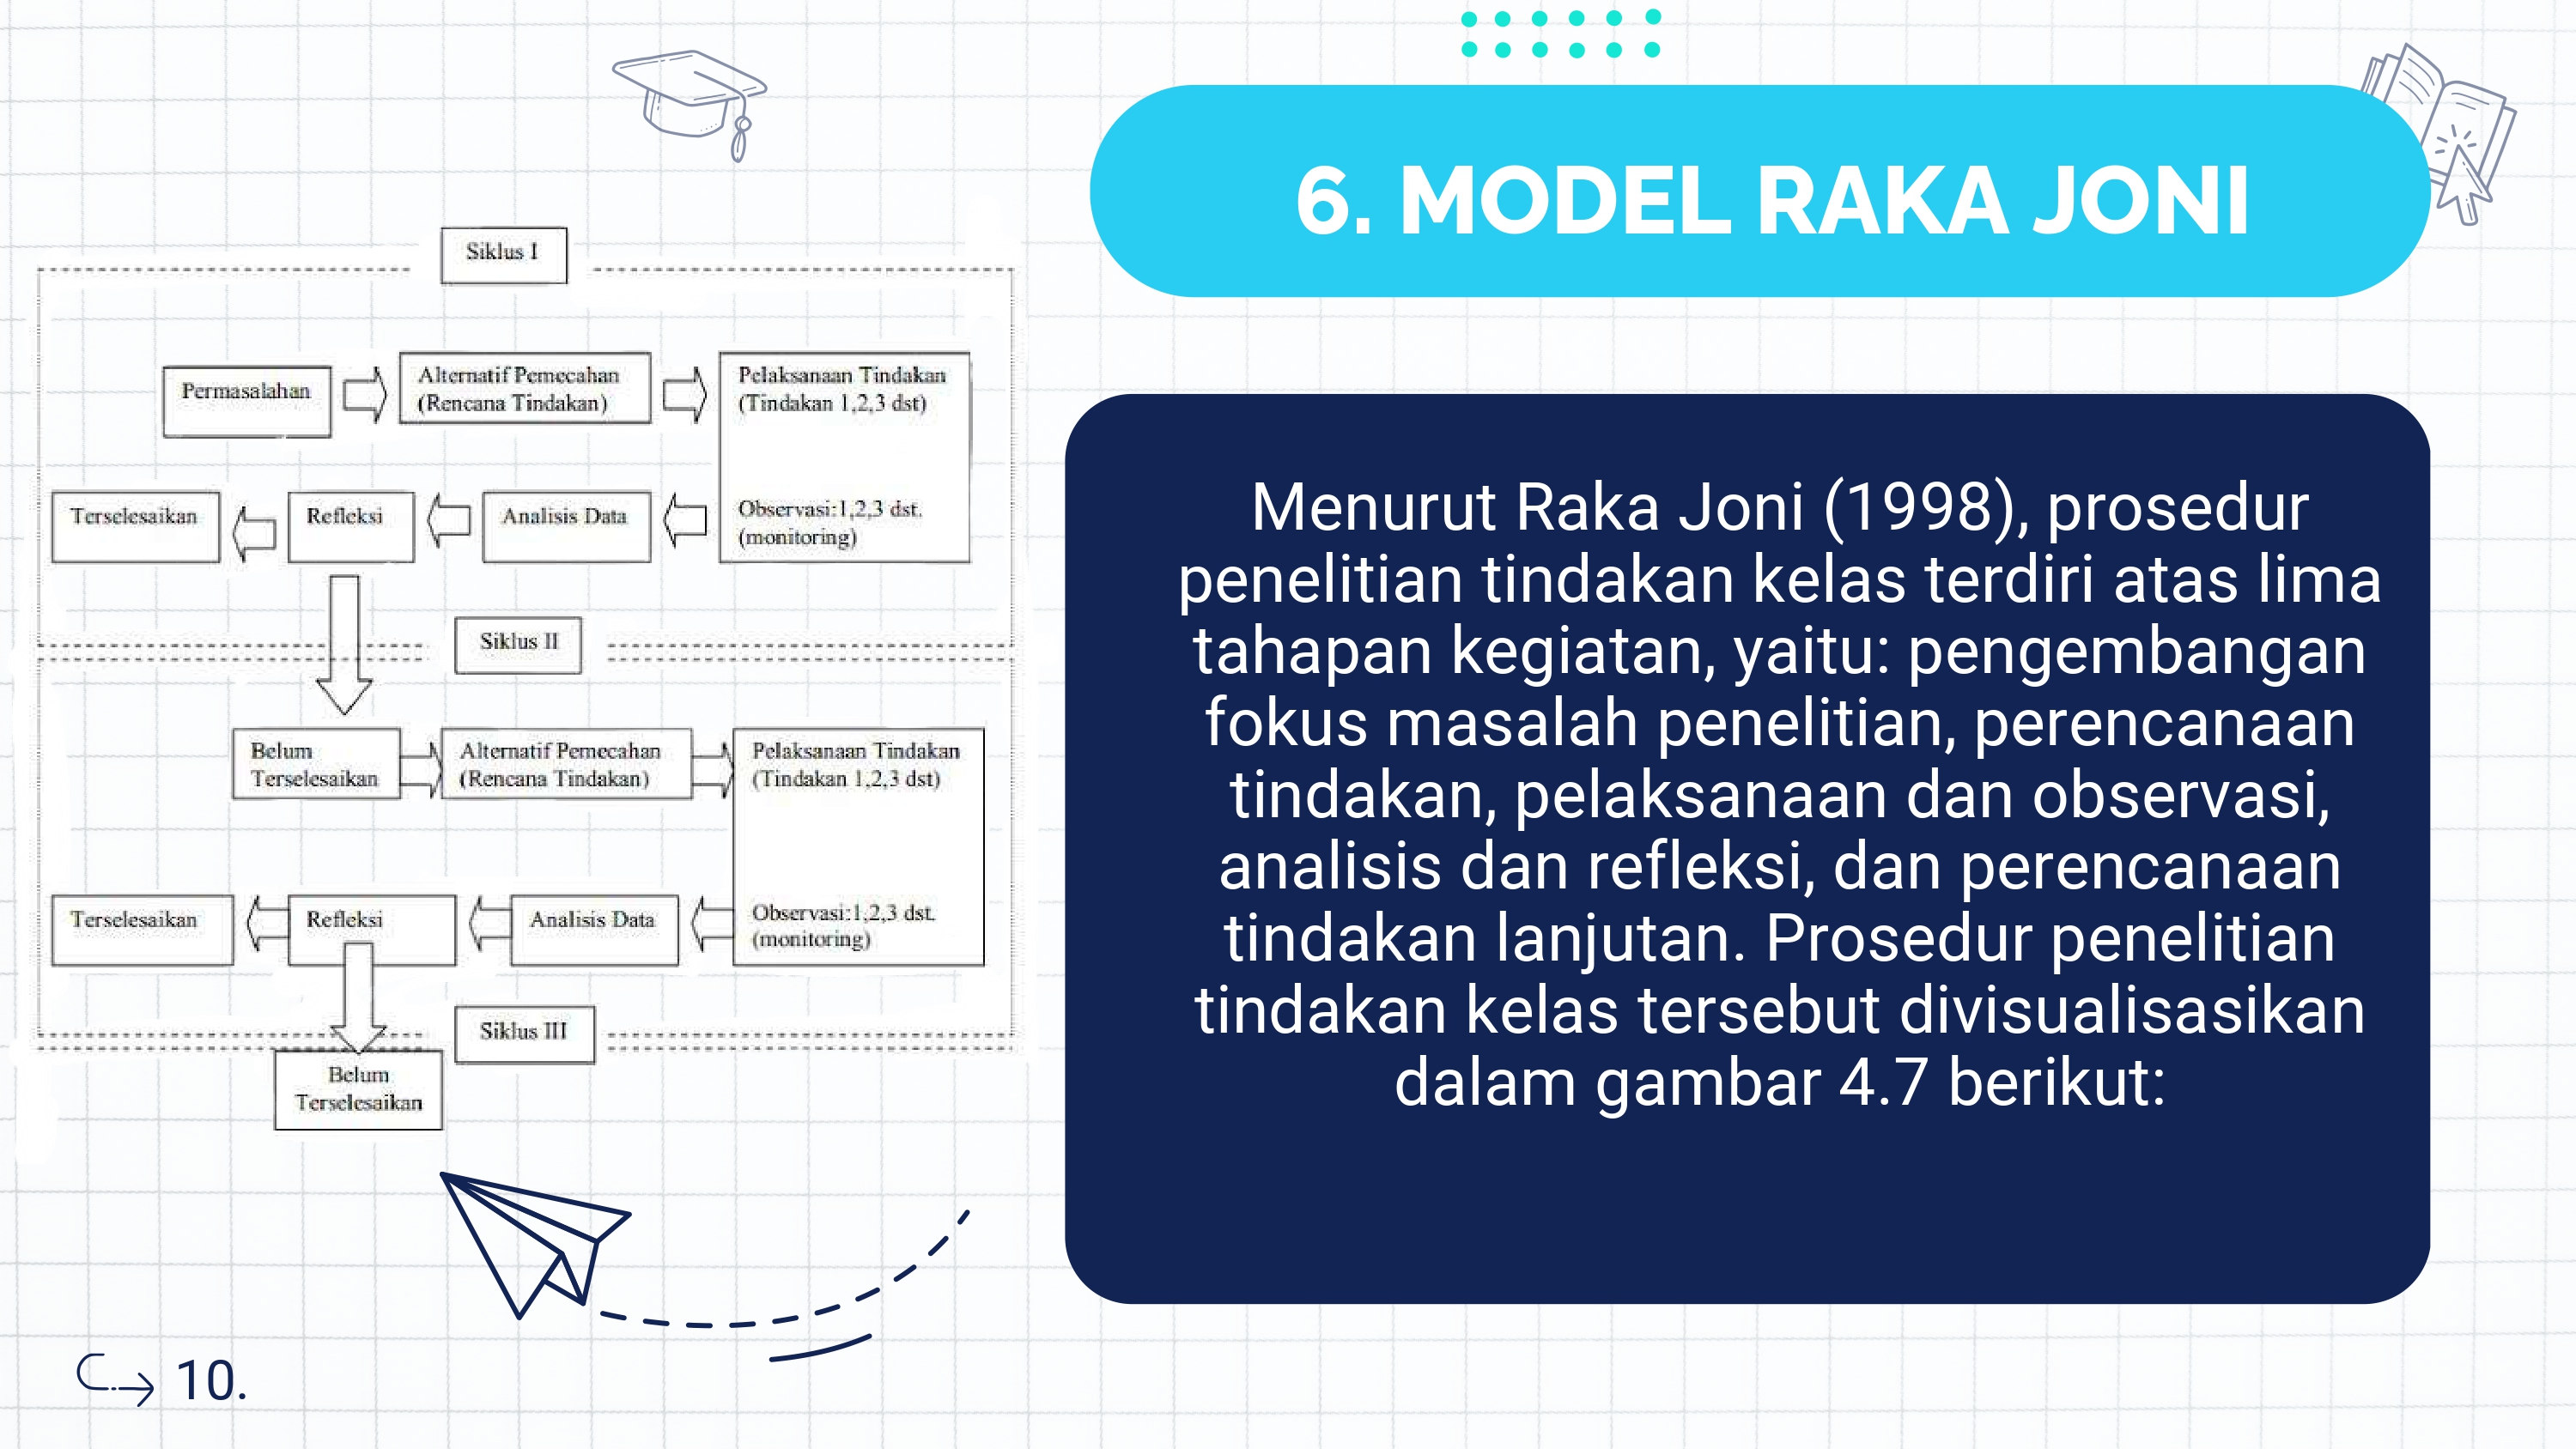 6. MODEL RAKA JONI
Siklus I
Permasalahan
Alternatif Pemecahan
(Rencana Tindakan)
Pelaksanaan Tindakan
(Tindakan 1,2,3 dst)
Observasi:1,2,3 dst.
(monitoring)
Analisis Data
Refleksi
Terselesaikan
Siklus II
Belum
Terselesaikan
Alternatif Pemecahan
(Rencana Tindakan)
Pelaksanaan Tindakan
(Tindakan 1,2,3 dst)
Observasi:1,2,3 dst.
(monitoring)
Analisis Data
Refleksi
Terselesaikan
Siklus III
Belum
Terselesaikan
Menurut Raka Joni (1998), prosedur
penelitian tindakan kelas terdiri atas lima
tahapan kegiatan, yaitu: pengembangan
fokus masalah penelitian, perencanaan
tindakan, pelaksanaan dan observasi,
analisis dan refleksi, dan perencanaan
tindakan lanjutan. Prosedur penelitian
tindakan kelas tersebut divisualisasikan
dalam gambar 4.7 berikut:
10.